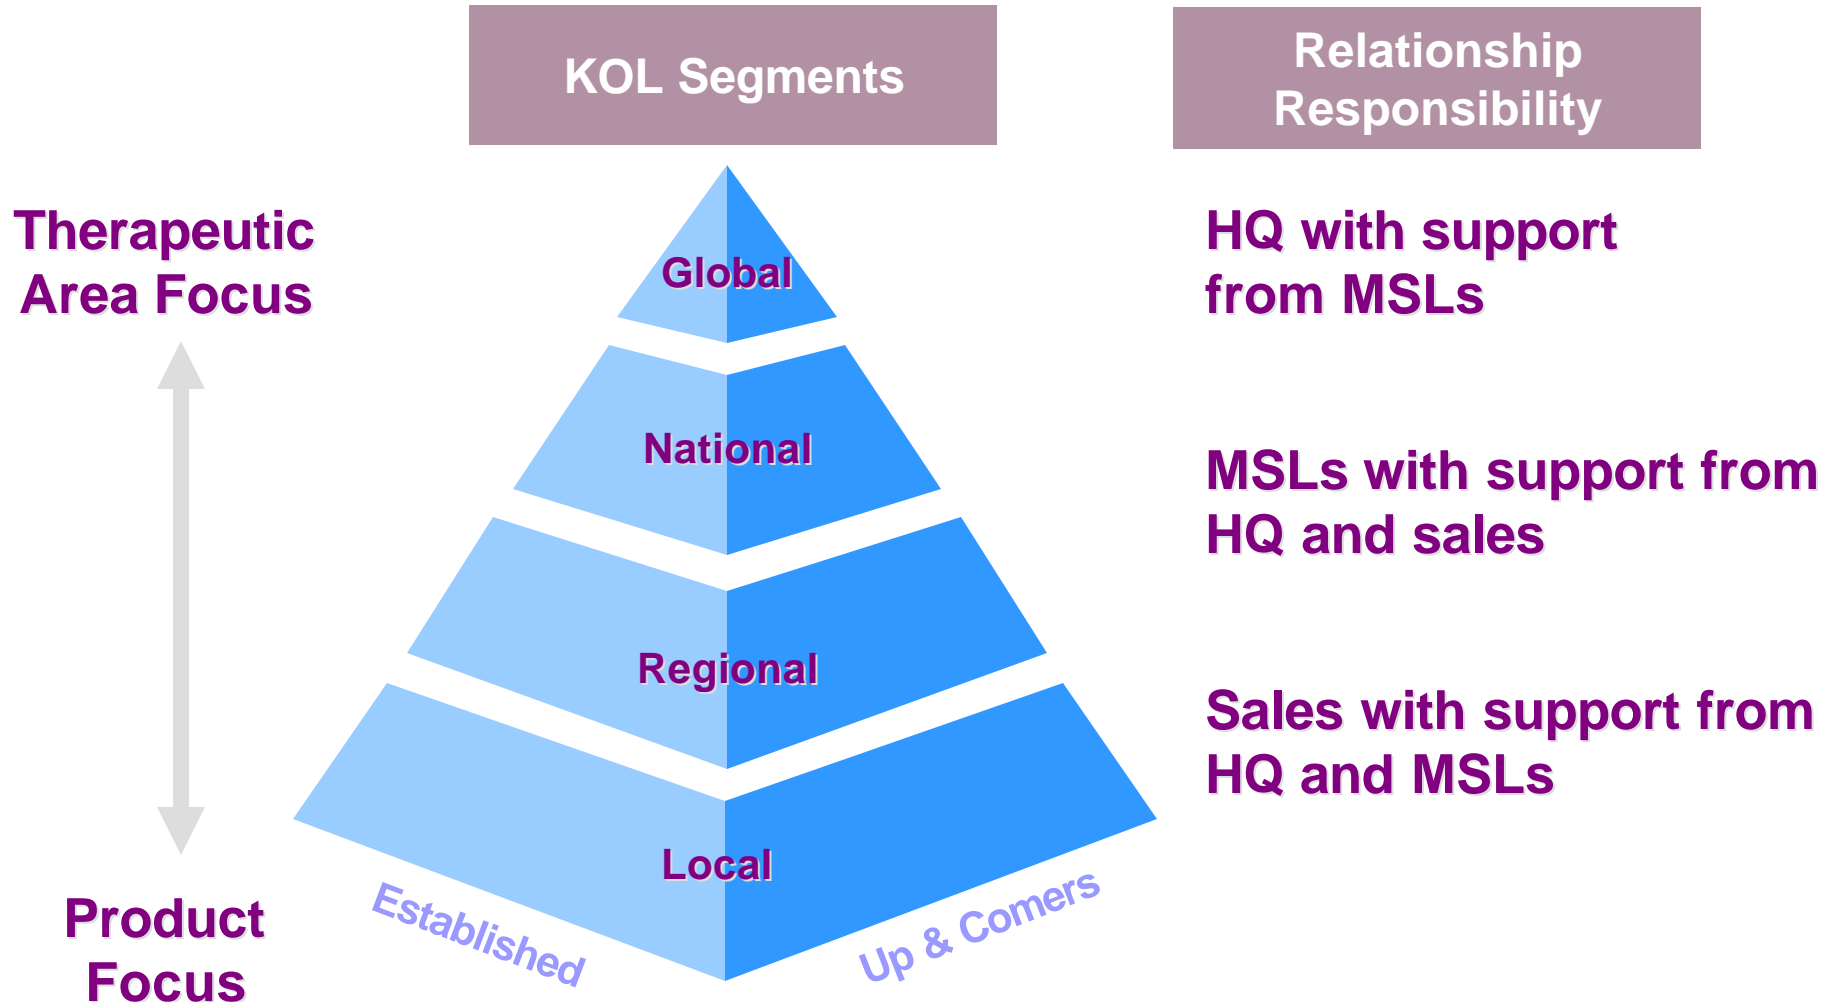 KOL Segments
Relationship
Responsibility
Therapeutic
Area Focus
Product
Focus
Global
National
Regional
Local
Established
Up & Comers
HQ with support
from MSLs
MSLs with support from
HQ and sales
Sales with support from
HQ and MSLs